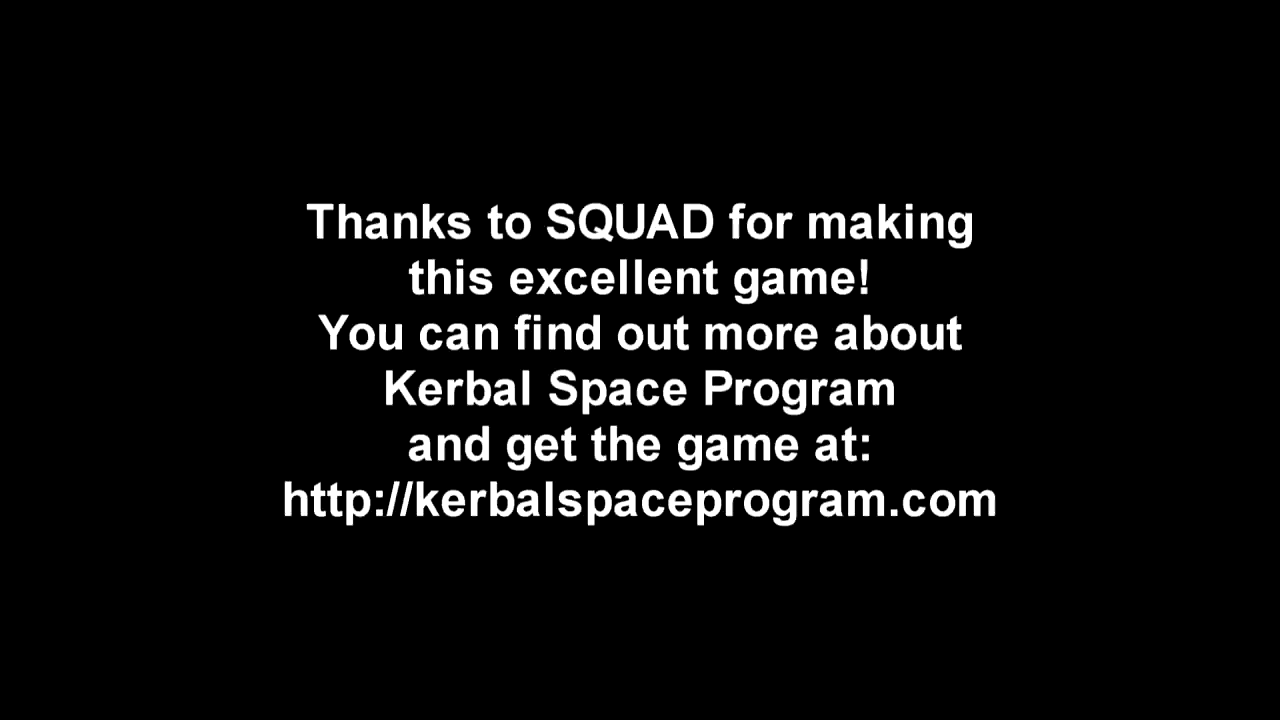 Thanks to SQUAD for making
this excellent game!
You can find out more about
Kerbal Space Program
and get the game at:
http://kerbalspaceprogram.com